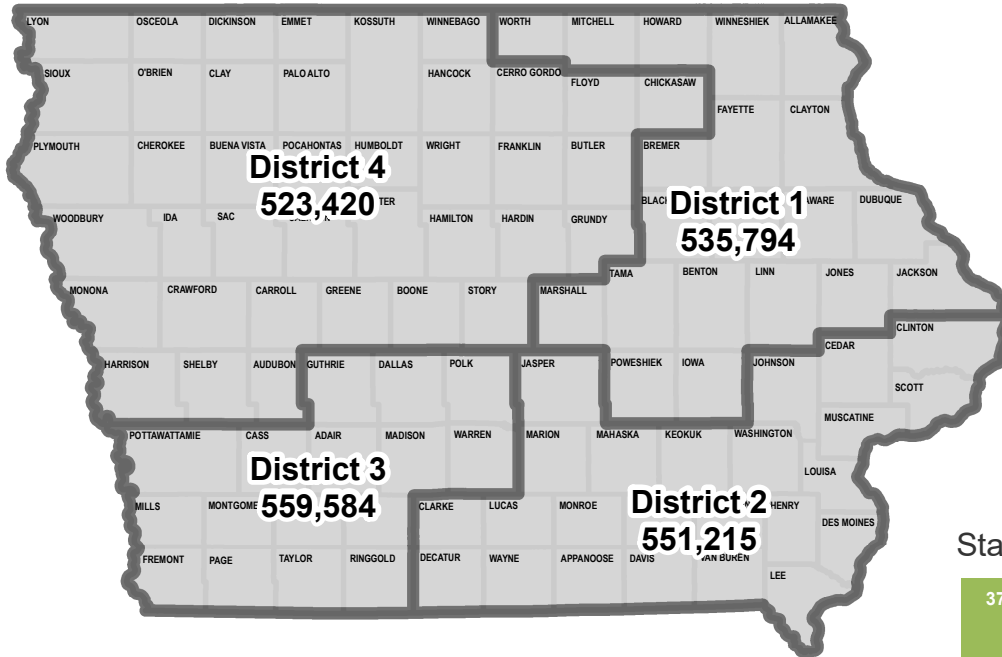 LYON OSCEOLA DICKINSON EMMET KOSSUTH WINNEBAGO WORTH MITCHELL HOWARD WINNESHIEK ALLAMAKEE
SIOUX O'BRIEN CLAY PALO ALTO HANCOCK CERRO GORDO FLOYD CHICKASAW
FAYETTE CLAYTON
PLYMOUTH CHEROKEE BUENA VISTA POCAHONTAS HUMBOLDT WRIGHT FRANKLIN BUTLER BREMER
District 4
523,420
District 1
535,794
DUBUQUE
WOODBURY IDA SAC HAMILTON HARDIN GRUNDY
TAMA BENTON LINN JONES JACKSON
MONONA CRAWFORD CARROLL GREENE BOONE STORY MARSHALL
CLINTON
CEDAR
HARRISON SHELBY AUDUBON GUTHRIE DALLAS POLK JASPER POWESHIEK IOWA JOHNSON
SCOTT
MUSCATINE
POTTAWATTAMIE CASS ADAIR MADISON WARREN MARION MAHASKA KEOKUK WASHINGTON
LOUISA
District 3
559,584
District 2
551,215
MILLS CLARKE LUCAS MONROE HENRY
DES MOINES
FREMONT PAGE TAYLOR RINGGOLD DECATUR WAYNE APPANOOSE DAVIS VAN BUREN
LEE
Sta
37